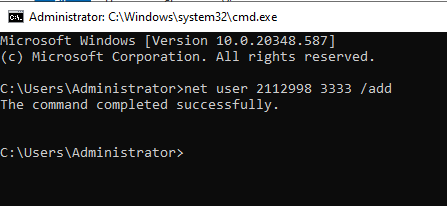 Administrator: C:\Windows\system32\cmd.exe
Microsoft Windows [Version 10.0.20348.587]
(c) Microsoft Corporation. All rights reserved.
C:\Users\Administrator>net user 2112998 3333 /add
The command completed successfully.
C:\Users\Administrator>